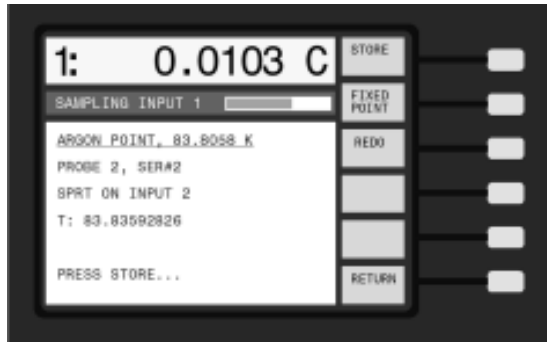 1: 0.0103 C
SAMPLING INPUT 1
ARGON POINT, 83.8058 K
PROBE 2, SER#2
SPRT ON INPUT 2
T: 83.83592826
PRESS STORE...
STORE
FIXED
POINT
REDO
RETURN